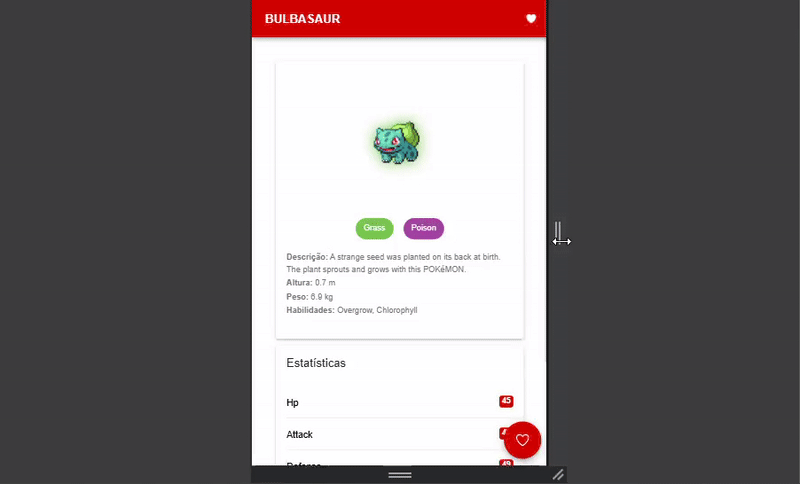 BULBASAUR
Grass
Poison
Descrição: A strange seed was planted on its back at birth.
The plant sprouts and grows with this POKéMON.
Altura: 0.7 m
Peso: 6.9 kg
Habilidades: Overgrow, Chlorophyll
Estatísticas
Hp
45
Attack
Defense
49